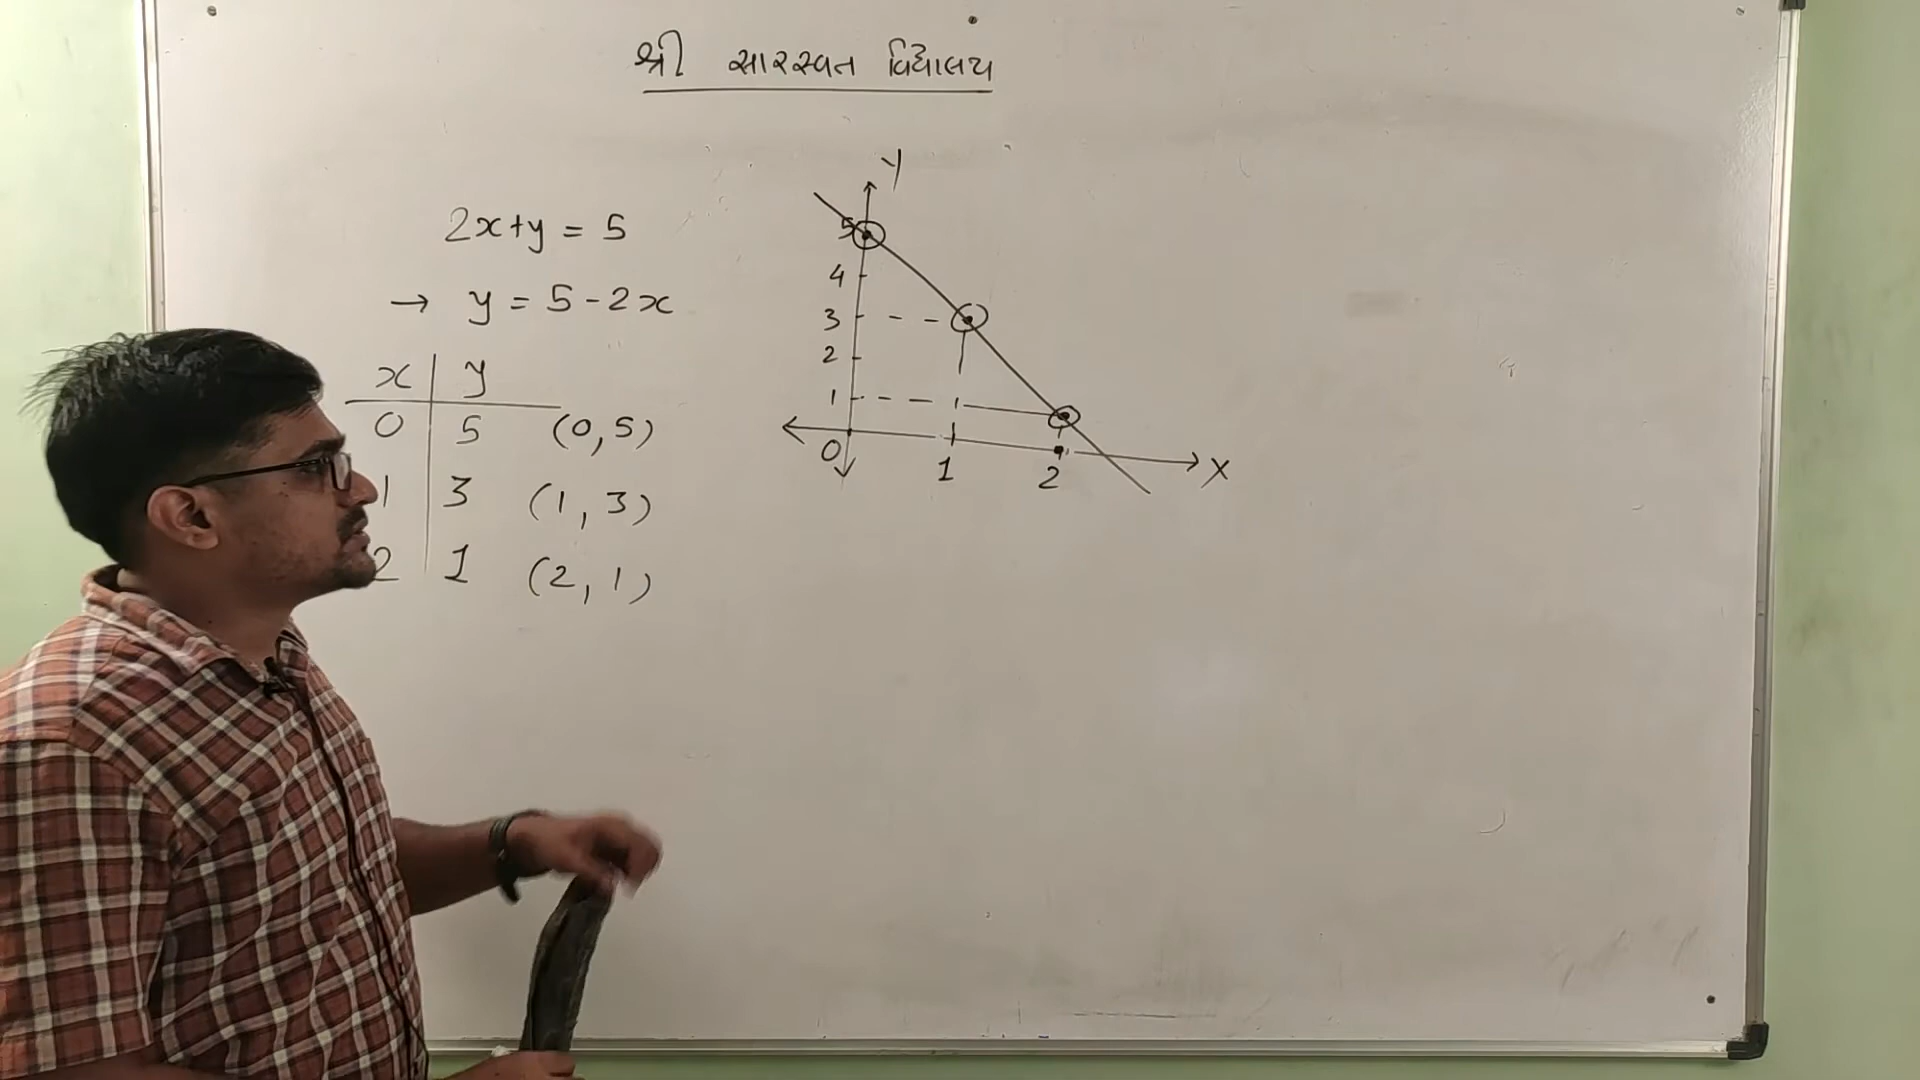 શ્રી સારસ્વત વિદ્યાલય
2x+y = 5
→ y = 5-2x
x y
0 5 (0,5)
1 3 (1, 3)
2 1 (2, 1)
Y
5
4
3
2
1
0 1 2 X